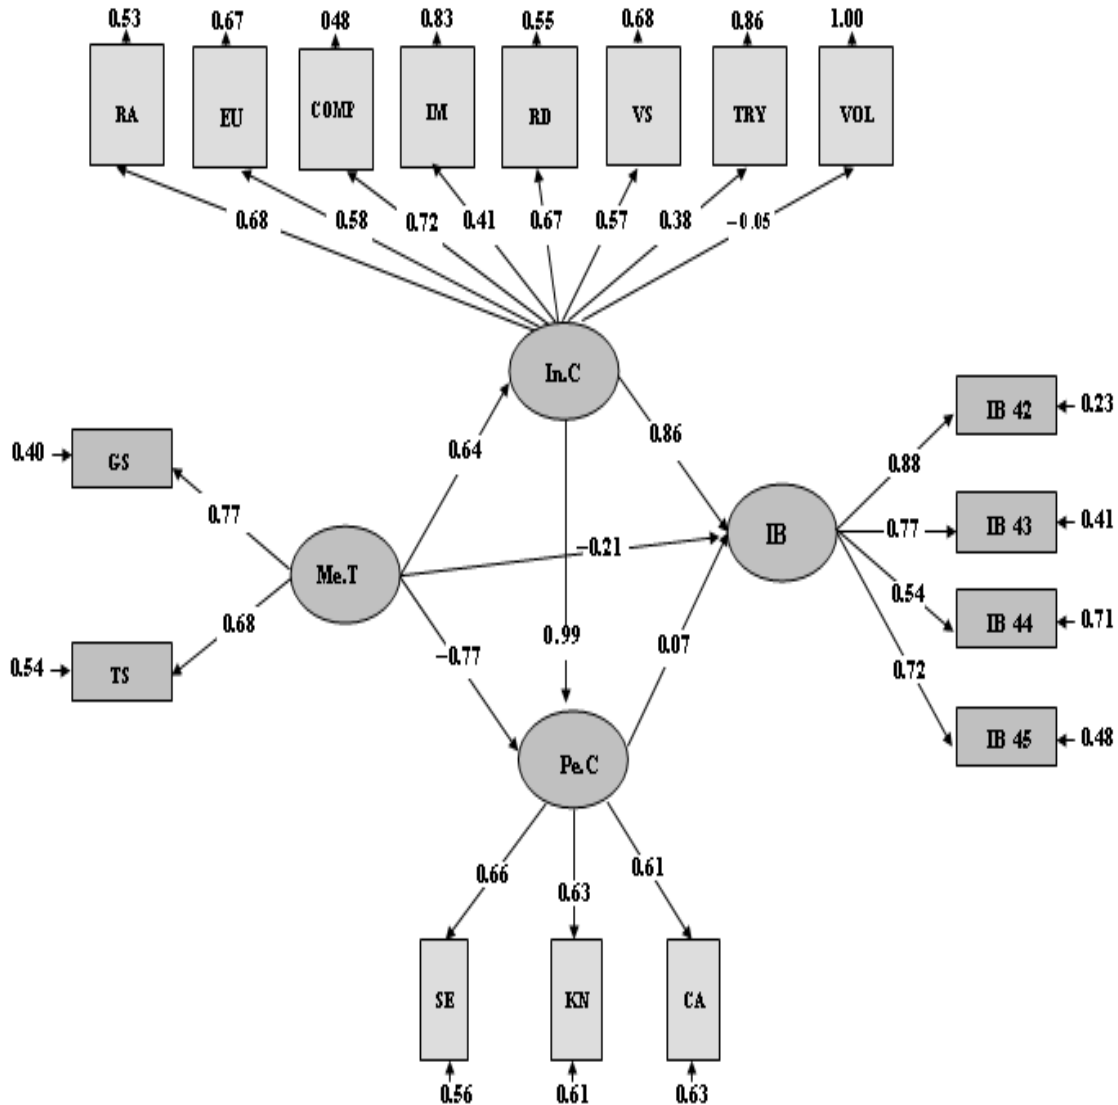 0.53 0.67 048 0.83 0.55 0.68 0.86 1.00
RA EU COMP IM RD VS TRY VOL
0.68 0.58 0.72 0.41 0.67 0.57 0.38 −0.05
In.C
IB 42 0.23
0.86
0.64
0.88
0.40 GS
0.77
IB 43 0.41
0.77
IB
−0.21
Me.T
0.54
IB 44 0.71
0.68
0.99
−0.77
0.07
0.72
0.54 TS
IB 45 0.48
Pe.C
0.66 0.63 0.61
SE KN CA
0.56 0.61 0.63